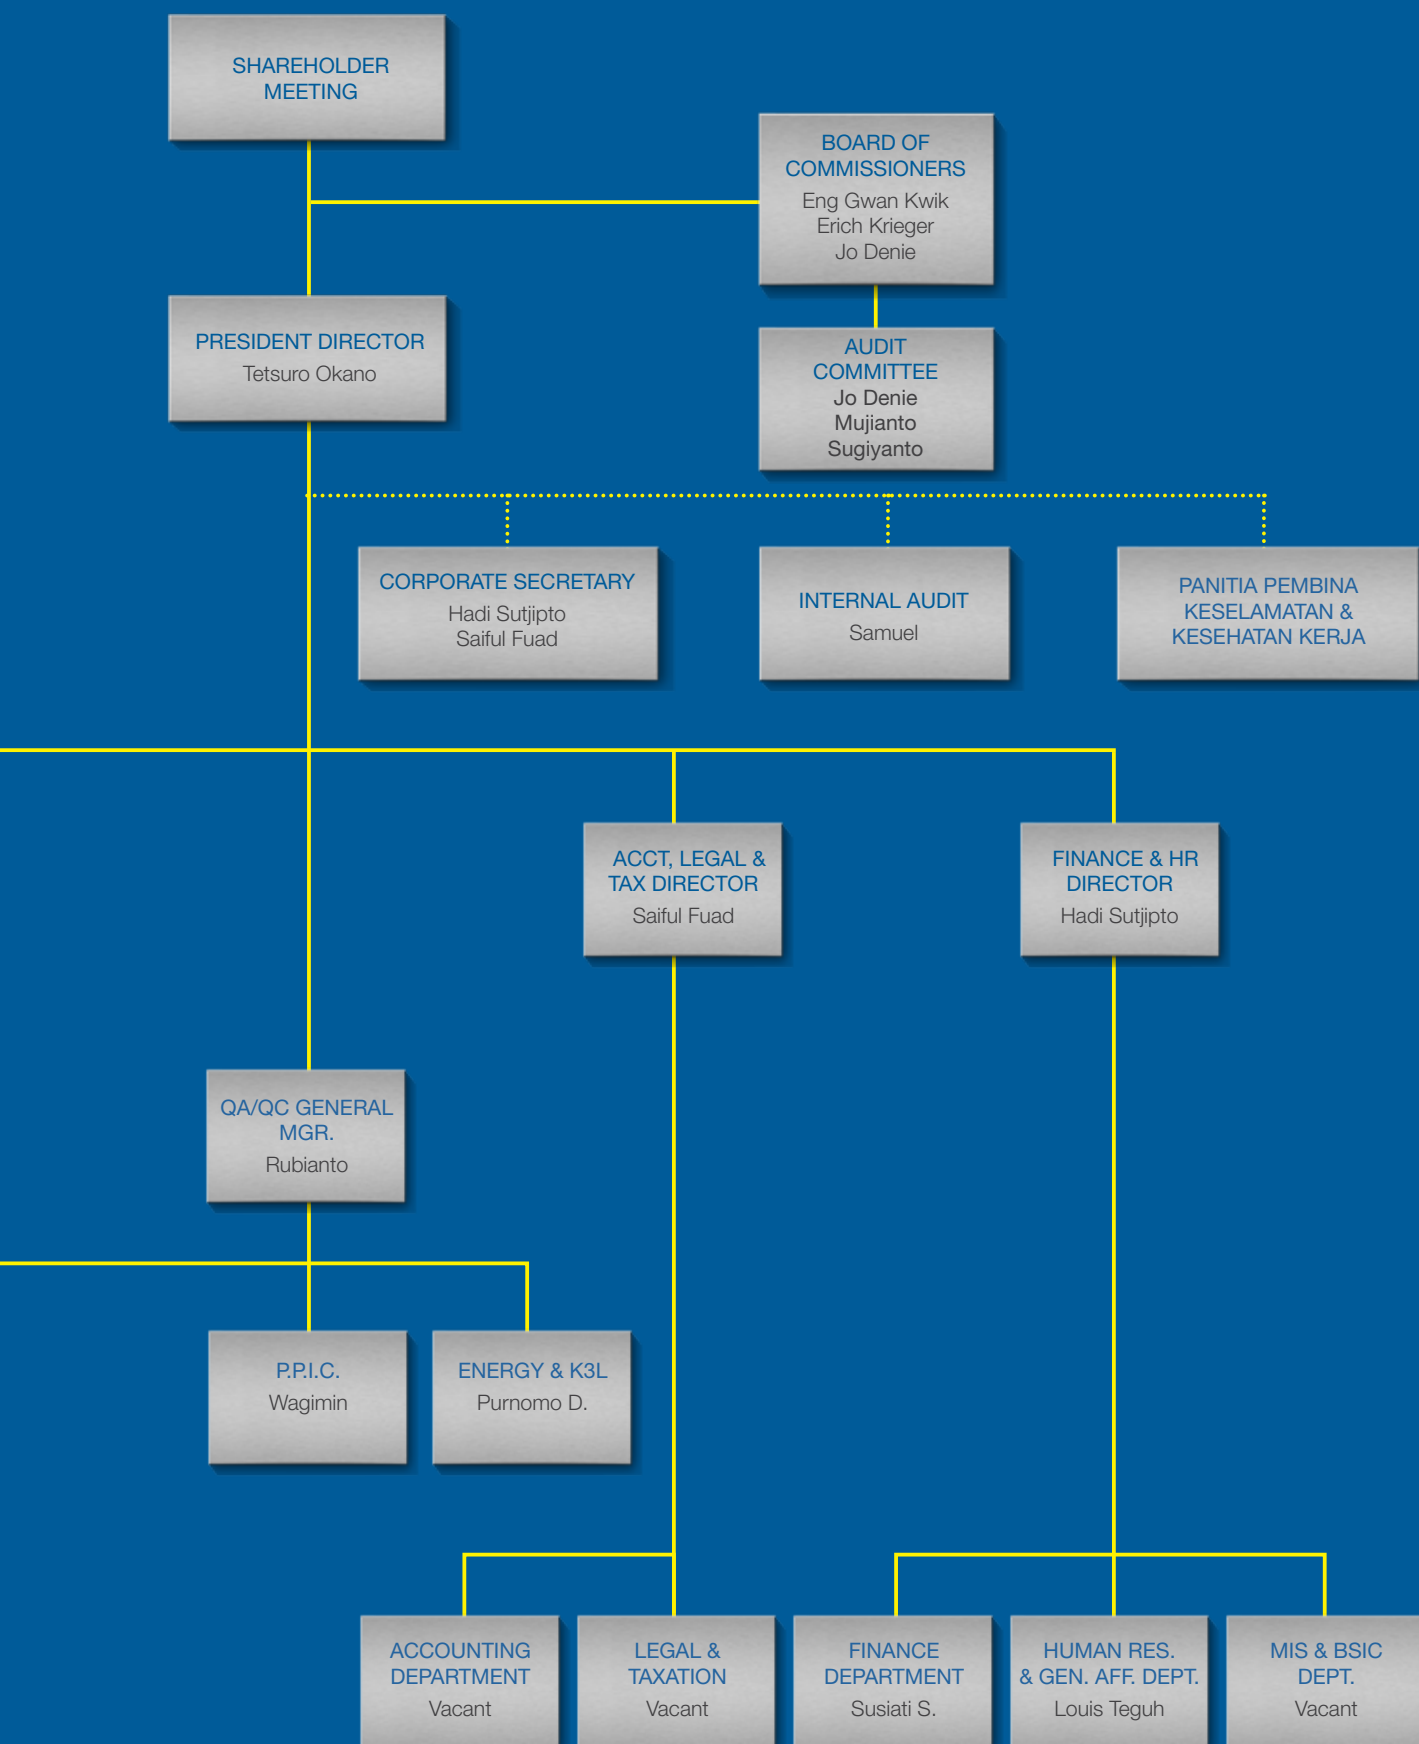 SHAREHOLDER
MEETING
BOARD OF
COMMISSIONERS
Eng Gwan Kwik
Erich Krieger
Jo Denie
PRESIDENT DIRECTOR
Tetsuro Okano
AUDIT
COMMITTEE
Jo Denie
Mujianto
Sugiyanto
CORPORATE SECRETARY
Hadi Sutjipto
Saiful Fuad
INTERNAL AUDIT
Samuel
PANITIA PEMBINA
KESELAMATAN &
KESEHATAN KERJA
ACCT, LEGAL &
TAX DIRECTOR
Saiful Fuad
FINANCE & HR
DIRECTOR
Hadi Sutjipto
QA/QC GENERAL
MGR.
Rubianto
P.P.I.C.
Wagimin
ENERGY & K3L
Purnomo D.
ACCOUNTING
DEPARTMENT
Vacant
LEGAL &
TAXATION
Vacant
FINANCE
DEPARTMENT
Susiati S.
HUMAN RES.
& GEN. AFF. DEPT.
Louis Teguh
MIS & BSIC
DEPT.
Vacant